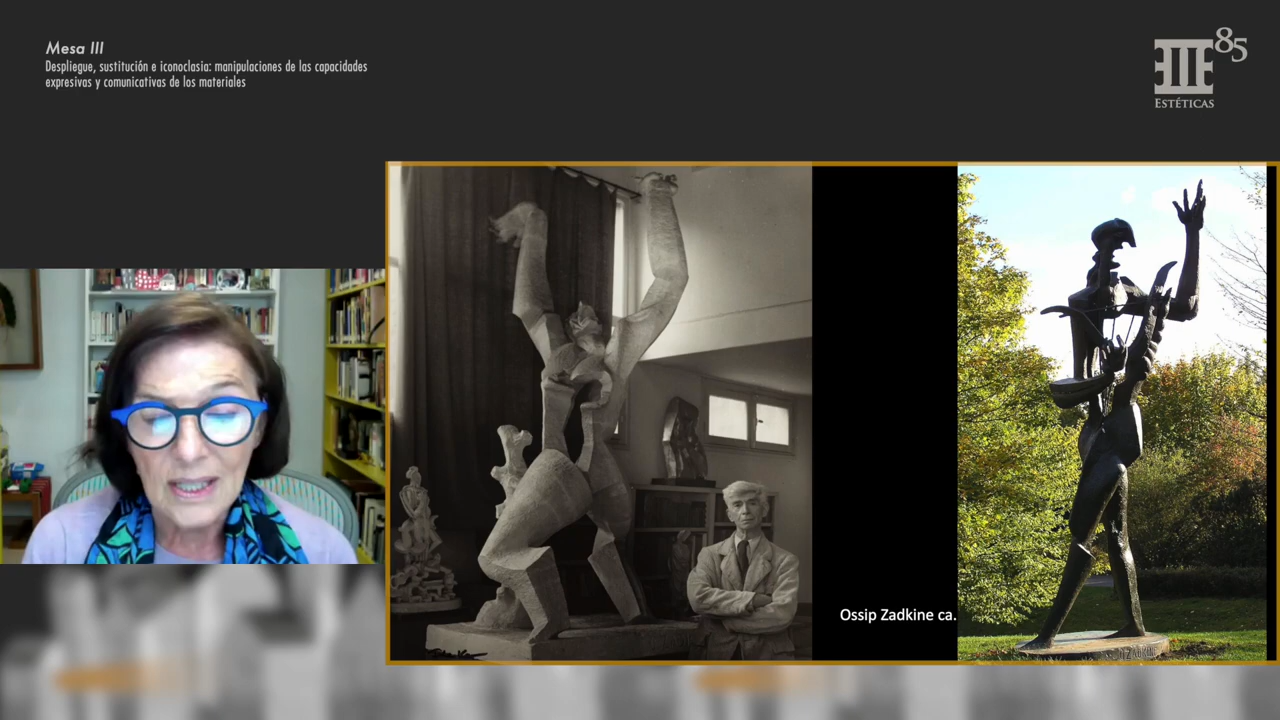 Mesa III
Despliegue, sustitución e iconoclasia: manipulaciones de las capacidades
expresivas y comunicativas de los materiales
85
ESTÉTICAS
Ossip Zadkine ca.